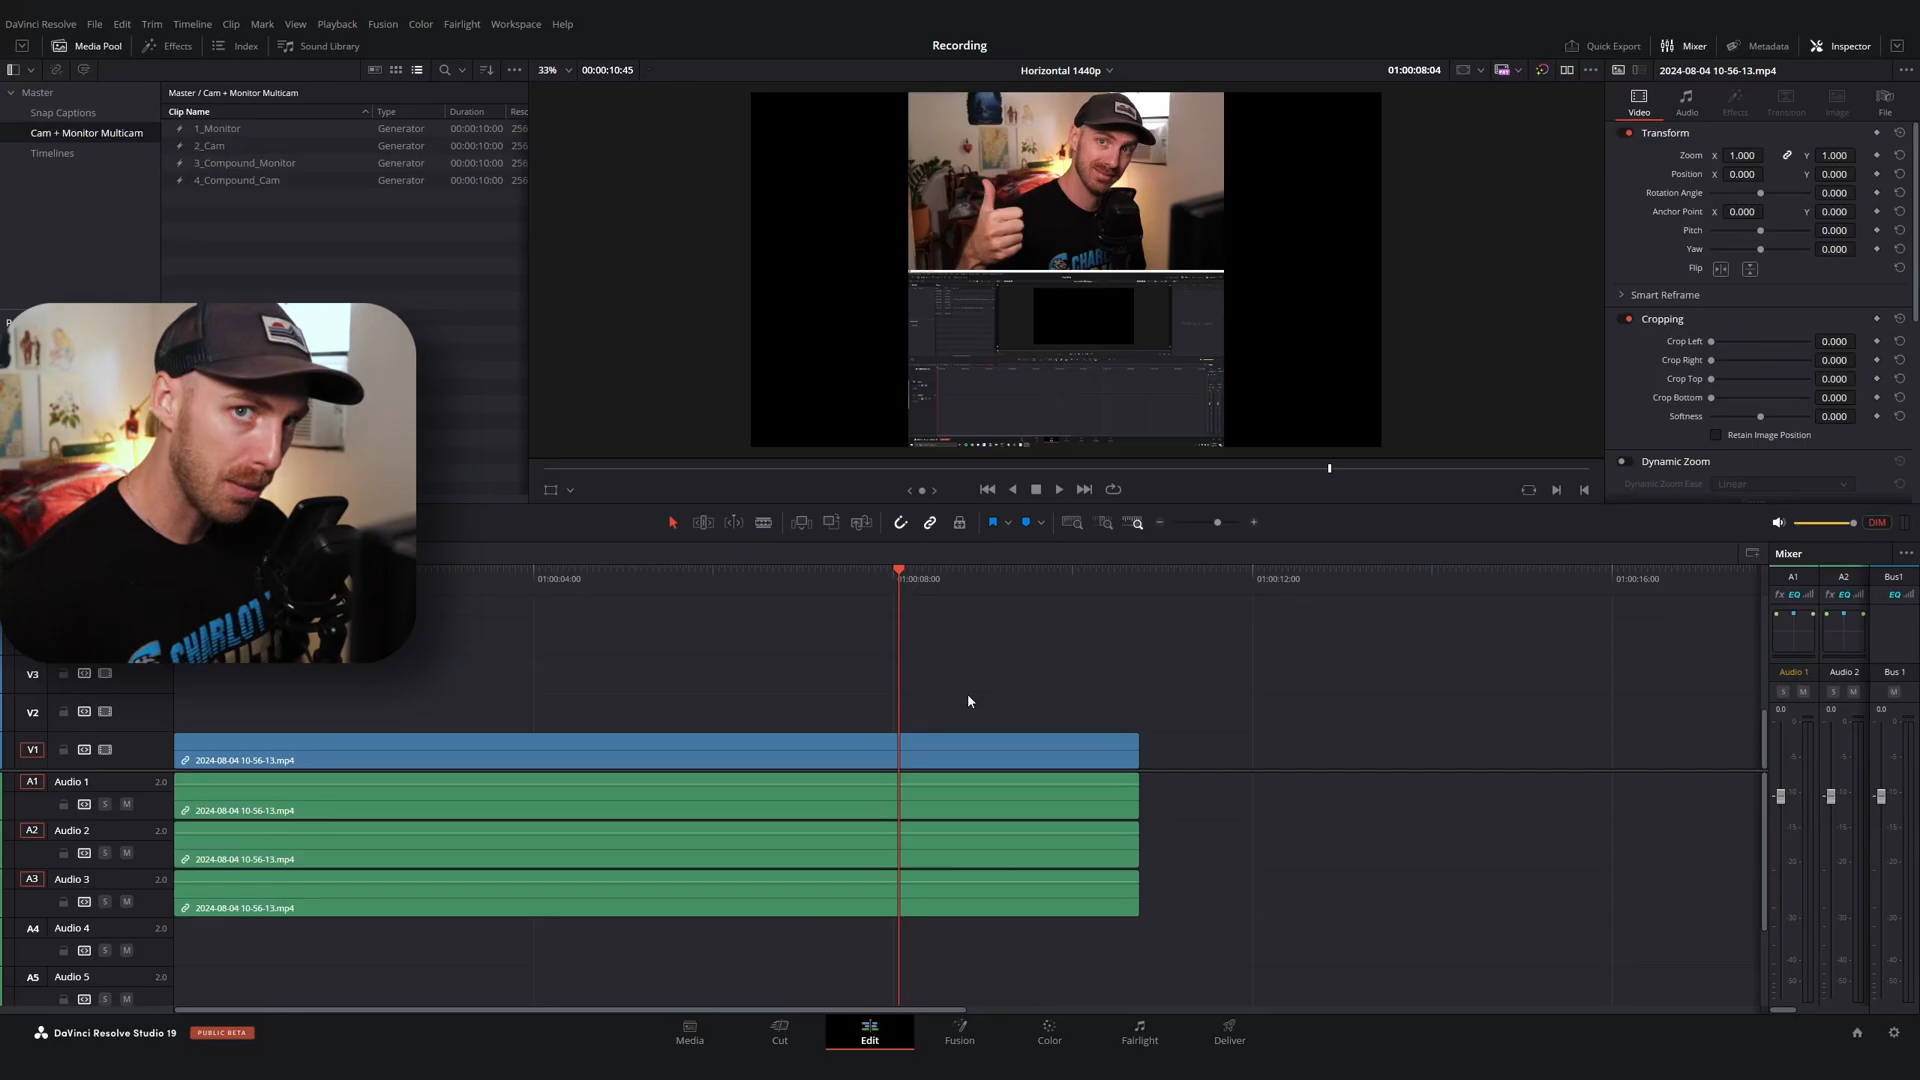 DaVinci Resolve File Edit Trim Timeline Clip Mark View Playback Fusion Color Fairlight Workspace Help
Media Pool Effects Index Sound Library Recording Quick Export Mixer Metadata Inspector
33% 00:00:10:45 Horizontal 1440p 01:00:08:04 2024-08-04 10-56-13.mp4
Master
Snap Captions
Cam + Monitor Multicam
Timelines
Master / Cam + Monitor Multicam
Clip Name Type Duration Reso
1_Monitor Generator 00:00:10:00 256
2_Cam Generator 00:00:10:00 256
3_Compound_Monitor Generator 00:00:10:00 256
4_Compound_Cam Generator 00:00:10:00 256
Video Audio Effects Transition Image File
Transform
Zoom X 1.000 Y 1.000
Position X 0.000 Y 0.000
Rotation Angle 0.000
Anchor Point X 0.000 Y 0.000
Pitch 0.000
Yaw 0.000
Flip
Smart Reframe
Cropping
Crop Left 0.000
Crop Right 0.000
Crop Top 0.000
Crop Bottom 0.000
Softness 0.000
Retain Image Position
Dynamic Zoom
Dynamic Zoom Ease Linear
CHAR
CHARLOT
DIM
01:00:04:00 01:00:08:00 01:00:12:00 01:00:16:00
V3
V2
V1 2024-08-04 10-56-13.mp4
A1 Audio 1 2.0
S M 2024-08-04 10-56-13.mp4
A2 Audio 2 2.0
S M 2024-08-04 10-56-13.mp4
A3 Audio 3 2.0
S M 2024-08-04 10-56-13.mp4
A4 Audio 4 2.0
S M
A5 Audio 5 2.0
S M
Mixer
A1 A2 Bus1
fx EQ fx EQ EQ
Audio 1 Audio 2 Bus 1
S M S M M
0.0 0.0 0.0
DaVinci Resolve Studio 19 PUBLIC BETA
Media Cut Edit Fusion Color Fairlight Deliver